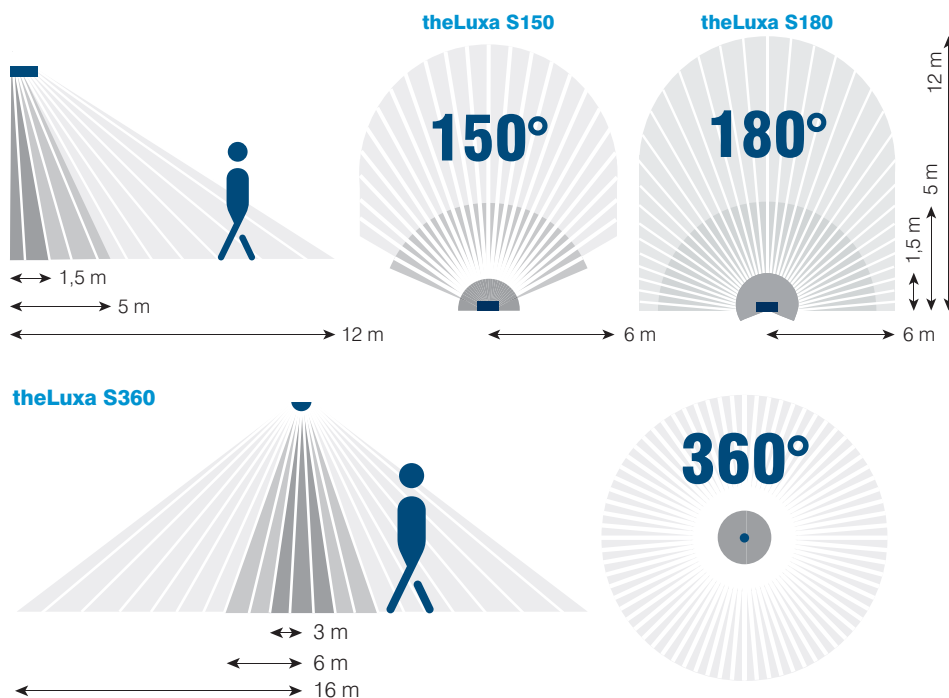 theLuxa S150
theLuxa S180
150°
180°
12 m
5 m
1,5 m
1,5 m
5 m
12 m
6 m
6 m
theLuxa S360
360°
3 m
6 m
16 m